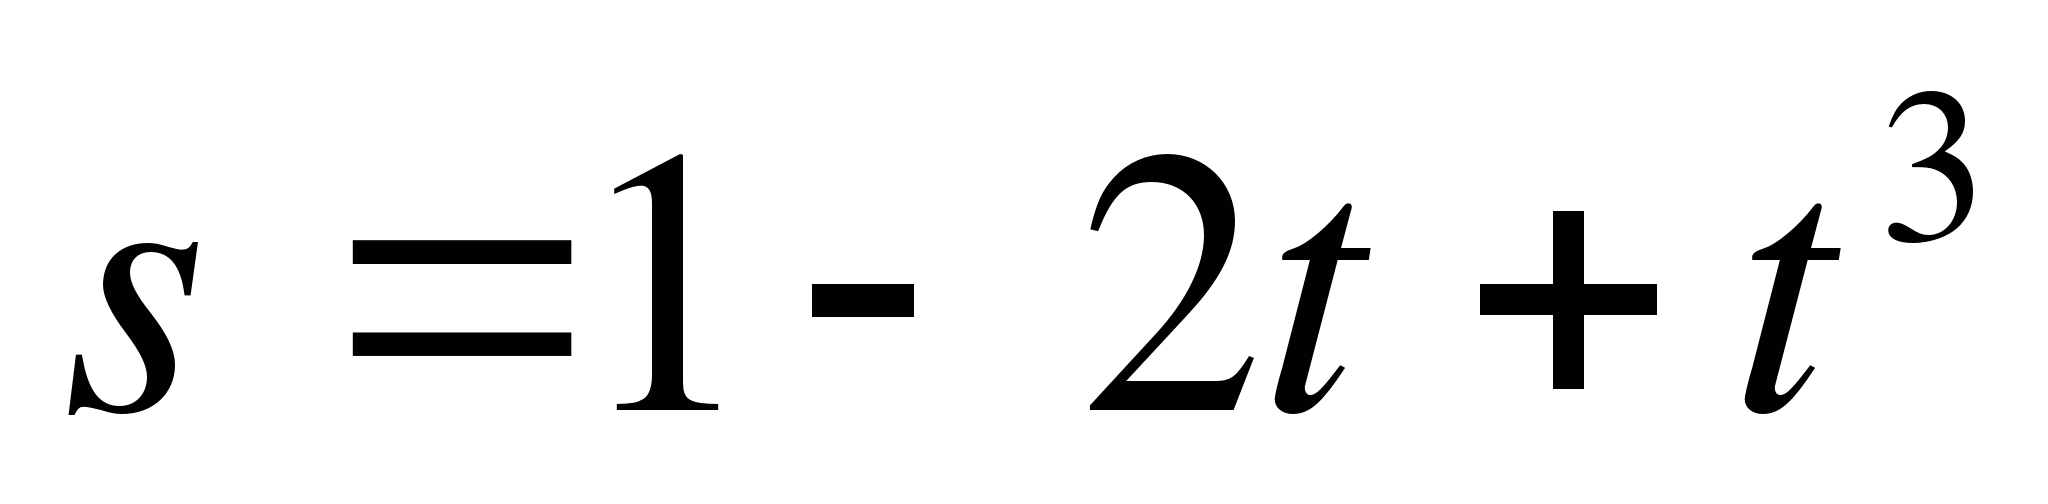 s = 1 - 2t + t³